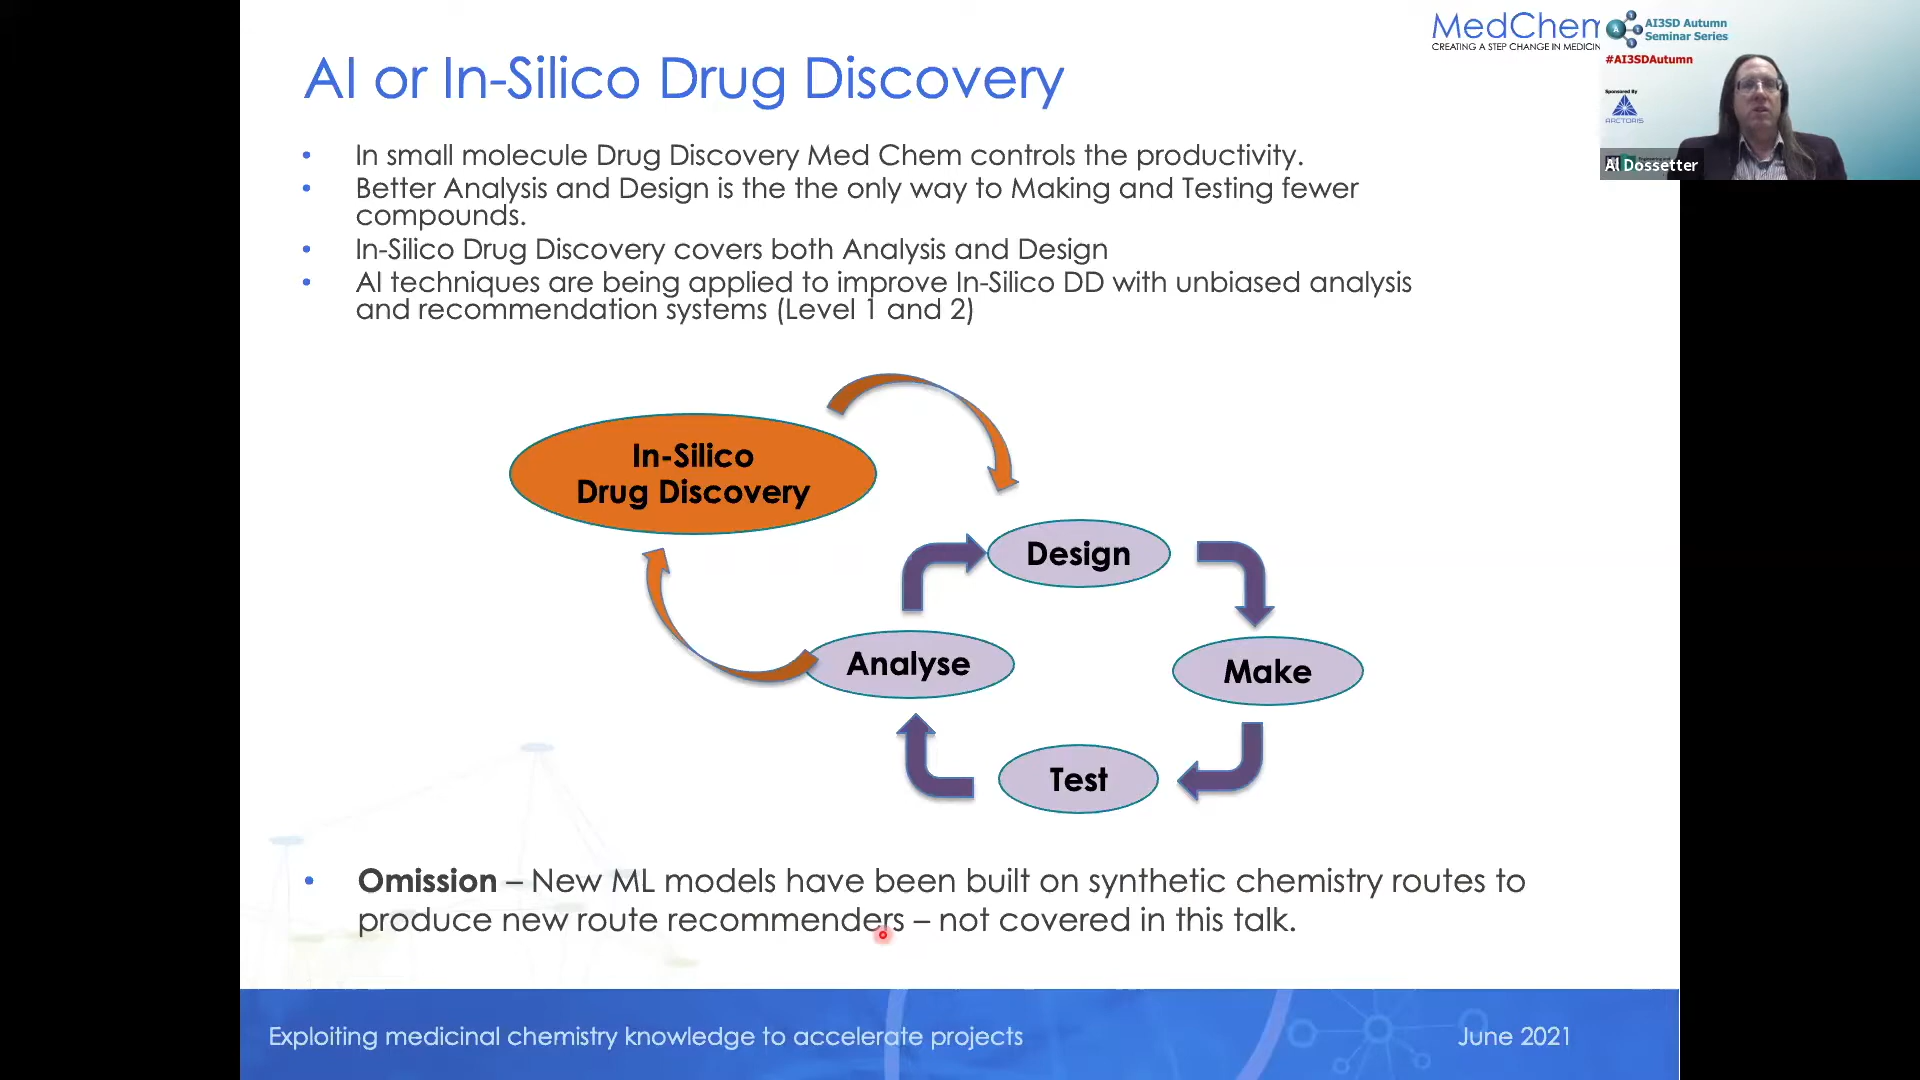 MedChem
CREATING A STEP CHANGE IN MEDICIN
AI3SD Autumn
Seminar Series
#AI3SDAutumn
Sponsored By
ARCTORIS
Al Dossetter
AI or In-Silico Drug Discovery
• In small molecule Drug Discovery Med Chem controls the productivity.
• Better Analysis and Design is the the only way to Making and Testing fewer
compounds.
• In-Silico Drug Discovery covers both Analysis and Design
• AI techniques are being applied to improve In-Silico DD with unbiased analysis
and recommendation systems (Level 1 and 2)
In-Silico
Drug Discovery
Design
Analyse
Make
Test
• Omission – New ML models have been built on synthetic chemistry routes to
produce new route recommenders – not covered in this talk.
Exploiting medicinal chemistry knowledge to accelerate projects
June 2021